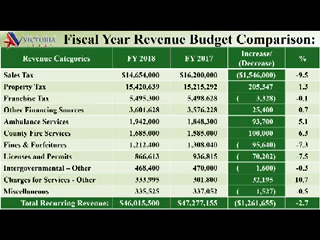 VICTORIA
TEXAS
Fiscal Year Revenue Budget Comparison:
Revenue Categories FY 2018 FY 2017 Increase/(Decrease) %
Sales Tax $14,654,000 $16,200,000 ($1,546,000) -9.5
Property Tax 15,420,639 15,215,292 205,347 1.3
Franchise Tax 5,495,300 5,498,628 ( 3,328) -0.1
Other Financing Sources 3,601,628 3,576,228 25,400 0.7
Ambulance Services 1,942,000 1,848,300 93,700 5.1
County Fire Services 1,685,000 1,585,000 100,000 6.3
Fines & Forfeitures 1,212,400 1,308,040 ( 95,640) -7.3
Licenses and Permits 866,613 936,815 ( 70,202) -7.5
Intergovernmental – Other 468,400 470,000 ( 1,600) -0.3
Charges for Services - Other 333,995 301,800 32,195 10.7
Miscellaneous 335,525 337,052 ( 1,527) -0.5
Total Recurring Revenue: $46,015,500 $47,277,155 ($1,261,655) -2.7